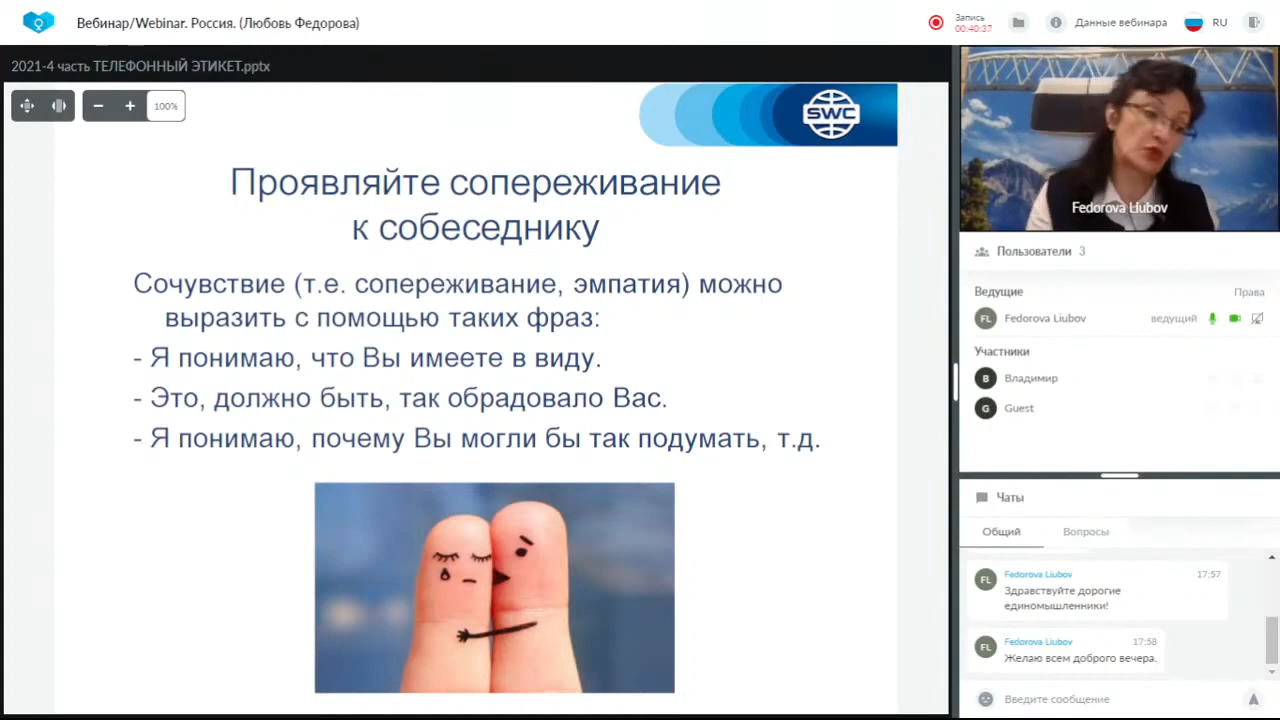 Вебинар/Webinar. Россия. (Любовь Федорова)
Запись
00:40:37
Данные вебинара
RU
2021-4 часть ТЕЛЕФОННЫЙ ЭТИКЕТ.pptx
100%
SWC
Проявляйте сопереживание
к собеседнику
Сочувствие (т.е. сопереживание, эмпатия) можно
выразить с помощью таких фраз:
- Я понимаю, что Вы имеете в виду.
- Это, должно быть, так обрадовало Вас.
- Я понимаю, почему Вы могли бы так подумать, т.д.
Fedorova Liubov
Пользователи 3
Ведущие Права
FL Fedorova Liubov ведущий
Участники
В Владимир
G Guest
Чаты
Общий Вопросы
FL Fedorova Liubov 17:57
Здравствуйте дорогие
единомышленники!
FL Fedorova Liubov 17:58
Желаю всем доброго вечера.
Введите сообщение